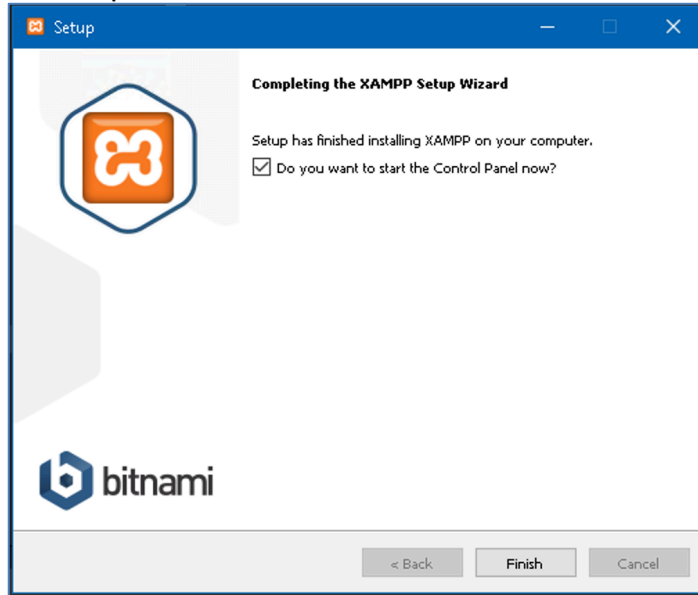 Setup
Completing the XAMPP Setup Wizard
Setup has finished installing XAMPP on your computer.
Do you want to start the Control Panel now?
bitnami
< Back
Finish
Cancel